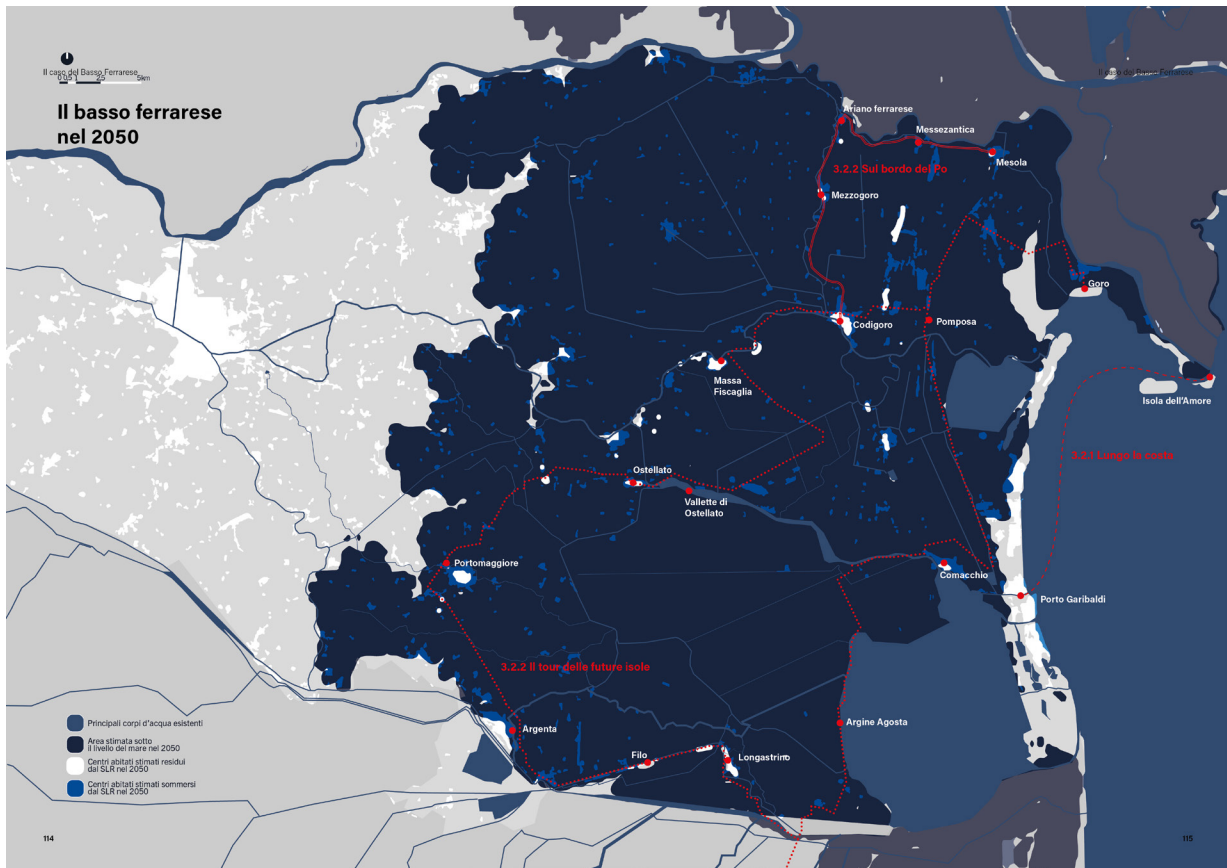 Il caso del Basso Ferrarese
0 0.5 1 2.5 5km
Il caso del Basso Ferrarese
Il basso ferrarese
nel 2050
Ariano ferrarese
Messezantica
Mesola
3.2.2 Sul bordo del Po
Mezzogoro
Goro
Codigoro
Pomposa
Massa
Fiscaglia
Isola dell'Amore
3.2.1 Lungo la costa
Ostellato
Vallette di
Ostellato
Portomaggiore
Comacchio
Porto Garibaldi
3.2.2 Il tour delle future isole
Argenta
Argine Agosta
Filo
Longastrino
Principali corpi d'acqua esistenti
Area stimata sotto
il livello del mare nel 2050
Centri abitati stimati residui
dal SLR nel 2050
Centri abitati stimati sommersi
dal SLR nel 2050
114
115